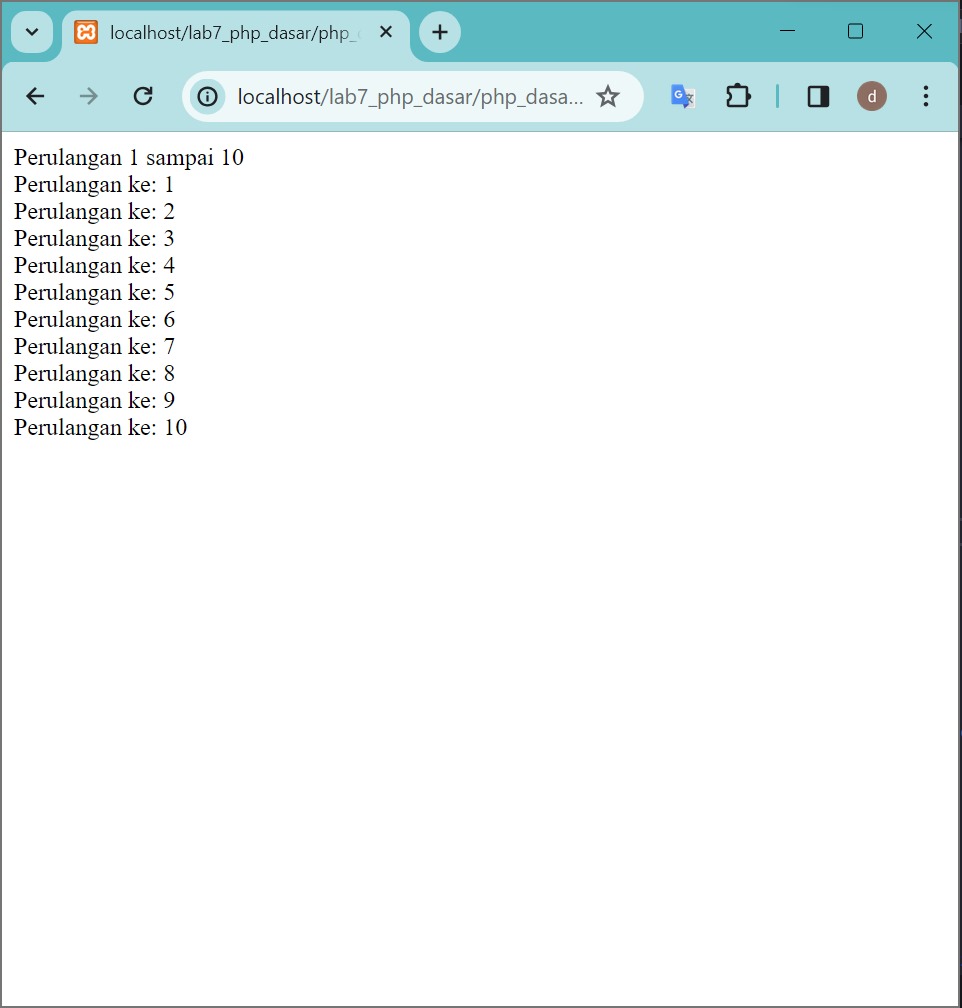 localhost/lab7_php_dasar/php_
localhost/lab7_php_dasar/php_dasa...
d
Perulangan 1 sampai 10
Perulangan ke: 1
Perulangan ke: 2
Perulangan ke: 3
Perulangan ke: 4
Perulangan ke: 5
Perulangan ke: 6
Perulangan ke: 7
Perulangan ke: 8
Perulangan ke: 9
Perulangan ke: 10